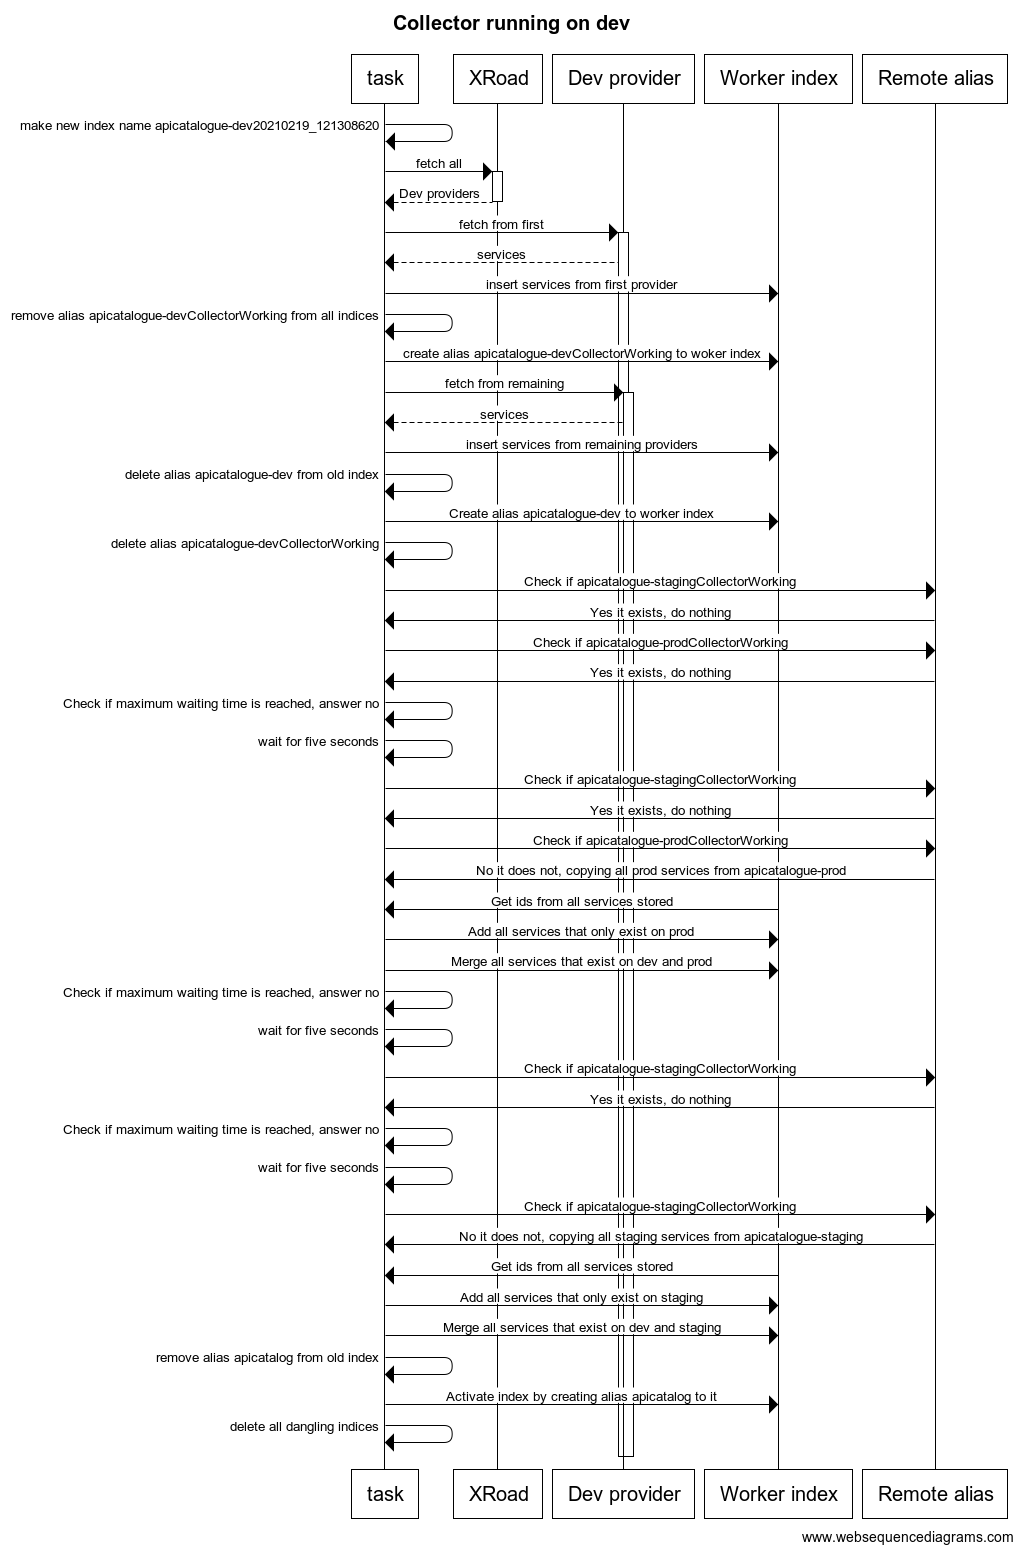 Collector running on dev
task
XRoad
Dev provider
Worker index
Remote alias
make new index name apicatalogue-dev20210219_121308620
fetch all
Dev providers
fetch from first
services
insert services from first provider
remove alias apicatalogue-devCollectorWorking from all indices
create alias apicatalogue-devCollectorWorking to woker index
fetch from remaining
services
insert services from remaining providers
delete alias apicatalogue-dev from old index
Create alias apicatalogue-dev to worker index
delete alias apicatalogue-devCollectorWorking
Check if apicatalogue-stagingCollectorWorking
Yes it exists, do nothing
Check if apicatalogue-prodCollectorWorking
Yes it exists, do nothing
Check if maximum waiting time is reached, answer no
wait for five seconds
Check if apicatalogue-stagingCollectorWorking
Yes it exists, do nothing
Check if apicatalogue-prodCollectorWorking
No it does not, copying all prod services from apicatalogue-prod
Get ids from all services stored
Add all services that only exist on prod
Merge all services that exist on dev and prod
Check if maximum waiting time is reached, answer no
wait for five seconds
Check if apicatalogue-stagingCollectorWorking
Yes it exists, do nothing
Check if maximum waiting time is reached, answer no
wait for five seconds
Check if apicatalogue-stagingCollectorWorking
No it does not, copying all staging services from apicatalogue-staging
Get ids from all services stored
Add all services that only exist on staging
Merge all services that exist on dev and staging
remove alias apicatalog from old index
Activate index by creating alias apicatalog to it
delete all dangling indices
task
XRoad
Dev provider
Worker index
Remote alias
www.websequencediagrams.com